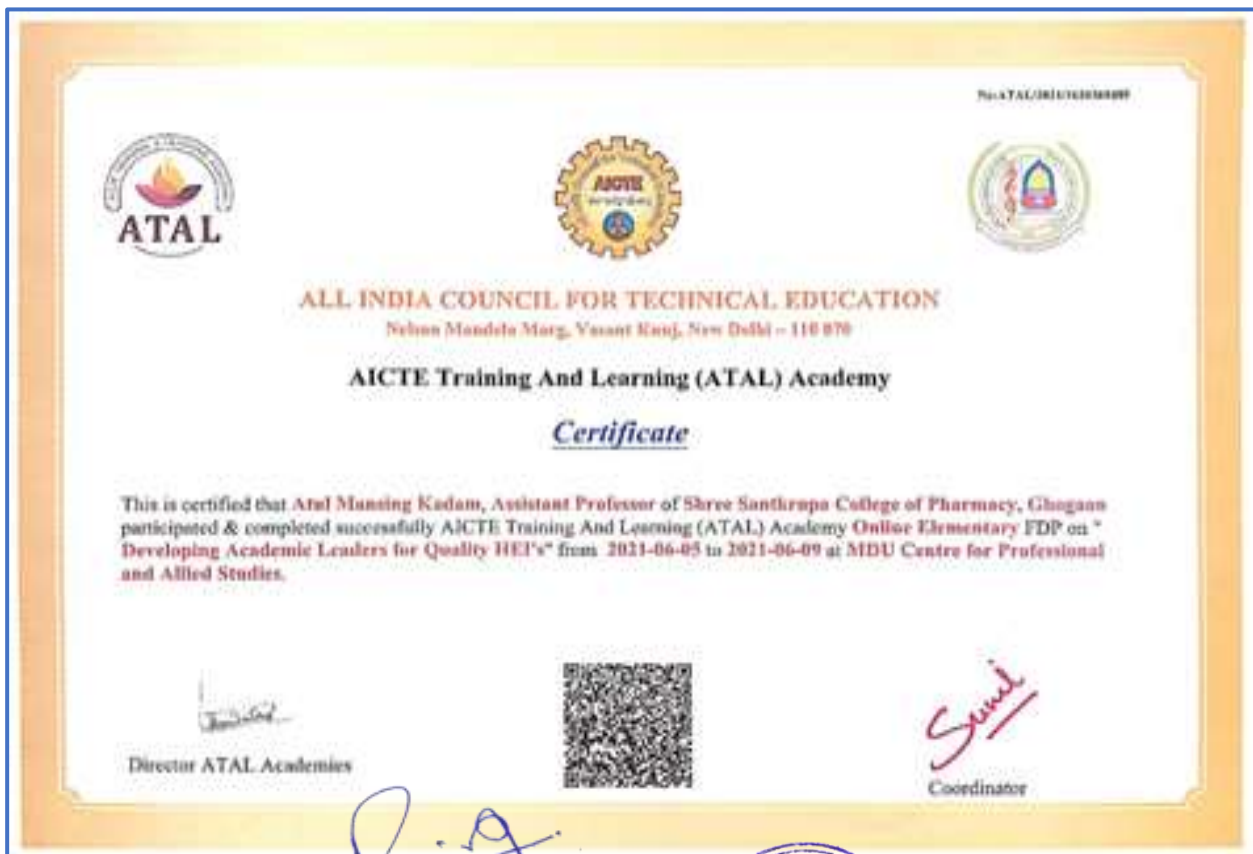 ATAL
AICTE
ALL INDIA COUNCIL FOR TECHNICAL EDUCATION
Nelson Mandela Marg, Vasant Kunj, New Delhi – 110 070
AICTE Training And Learning (ATAL) Academy
Certificate
This is certified that Atul Mansing Kadam, Assistant Professor of Shree Santkrupa College of Pharmacy, Ghogaon
participated & completed successfully AICTE Training And Learning (ATAL) Academy Online Elementary FDP on "
Developing Academic Leaders for Quality HEI's" from 2021-06-05 to 2021-06-09 at MDU Centre for Professional
and Allied Studies.
Sunil
Director ATAL Academies
Coordinator